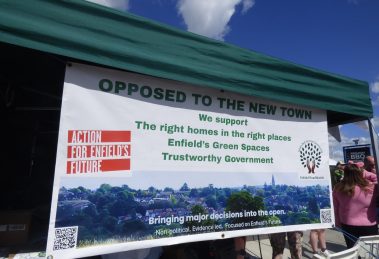 OPPOSED TO THE NEW TOWN
We support
The right homes in the right places
Enfield's Green Spaces
Trustworthy Government
ACTION
FOR ENFIELD'S
FUTURE
Bringing major decisions into the open.
Non political. Evidence led. Focused on Enfield's future